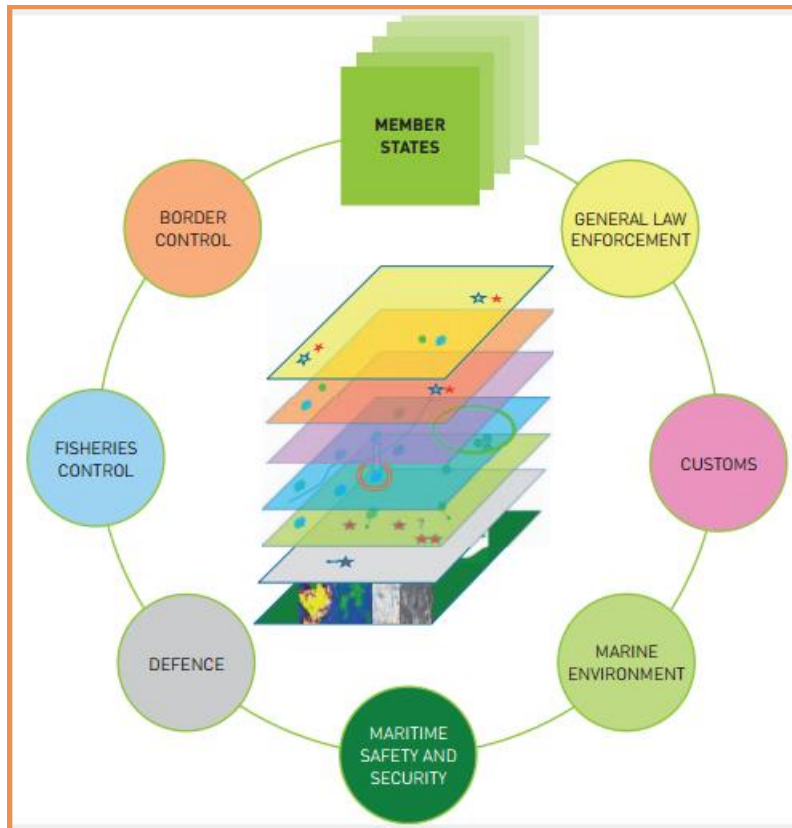 MEMBER
STATES
BORDER
CONTROL
GENERAL LAW
ENFORCEMENT
FISHERIES
CONTROL
CUSTOMS
?
DEFENCE
MARINE
ENVIRONMENT
MARITIME
SAFETY AND
SECURITY